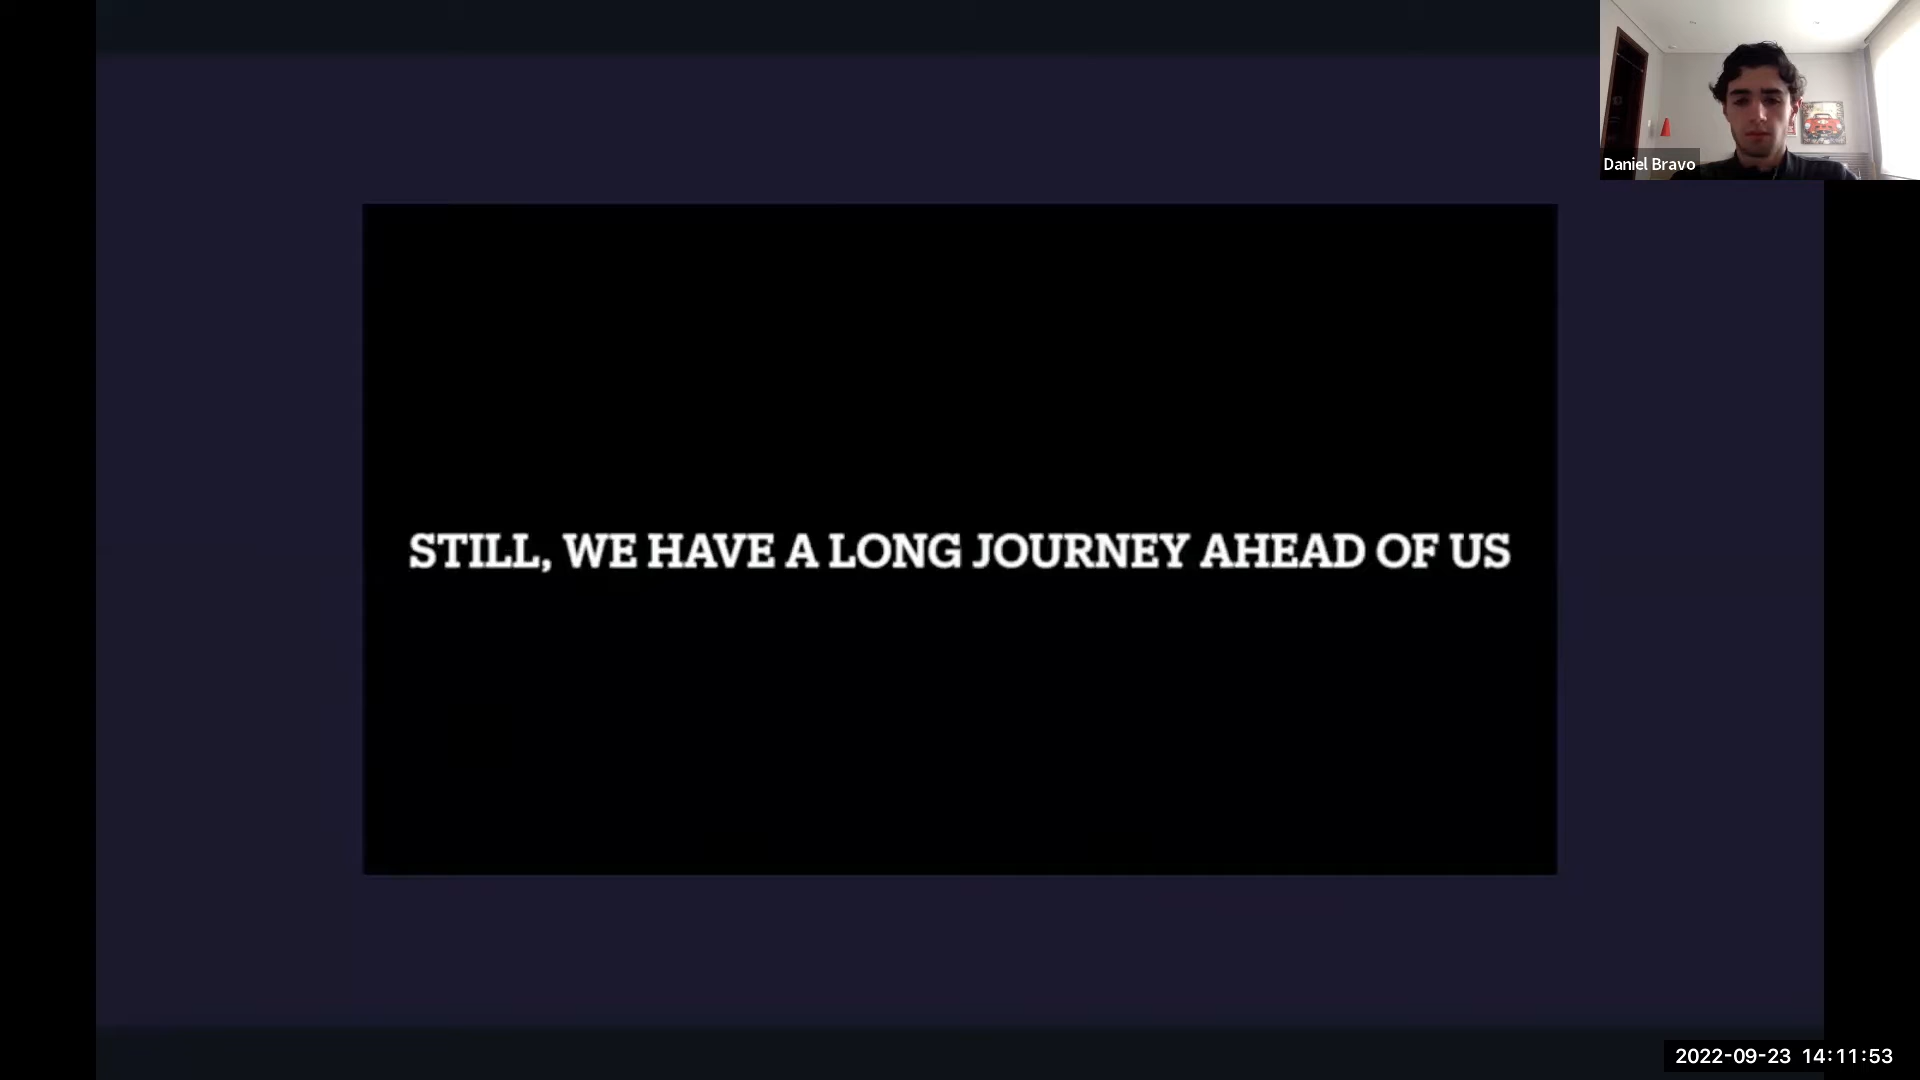 Daniel Bravo
STILL, WE HAVE A LONG JOURNEY AHEAD OF US
2022-09-23 14:11:53